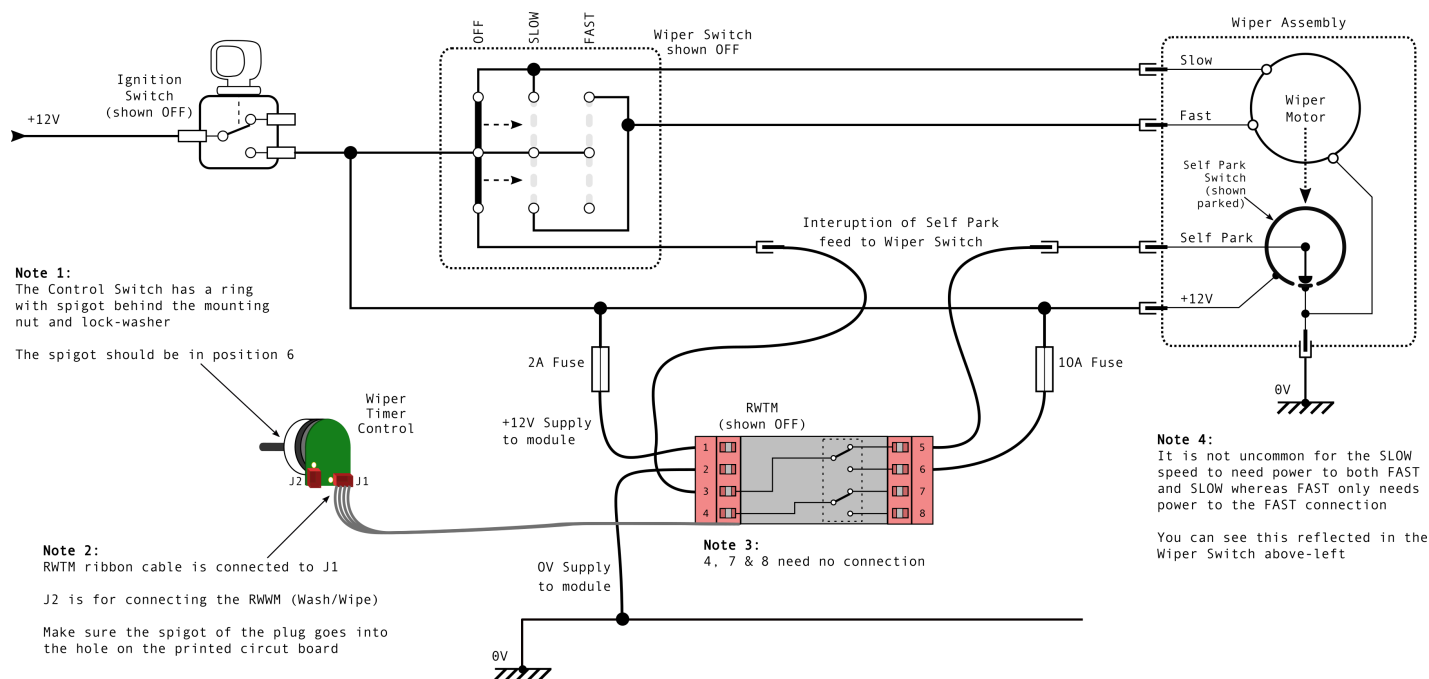 OFF
SLOW
FAST
Wiper Switch
shown OFF
Wiper Assembly
Ignition
Switch
(shown OFF)
+12V
Slow
Fast
Wiper
Motor
Self Park
Switch
(shown
parked)
Self Park
+12V
0V
Interuption of Self Park
feed to Wiper Switch
Note 1:
The Control Switch has a ring
with spigot behind the mounting
nut and lock-washer
The spigot should be in position 6
2A Fuse
10A Fuse
Wiper
Timer
Control
J2
J1
+12V Supply
to module
RWTM
(shown OFF)
1
2
3
4
5
6
7
8
Note 4:
It is not uncommon for the SLOW
speed to need power to both FAST
and SLOW whereas FAST only needs
power to the FAST connection
You can see this reflected in the
Wiper Switch above-left
Note 2:
RWTM ribbon cable is connected to J1
J2 is for connecting the RWWM (Wash/Wipe)
Make sure the spigot of the plug goes into
the hole on the printed circut board
Note 3:
4, 7 & 8 need no connection
0V Supply
to module
0V